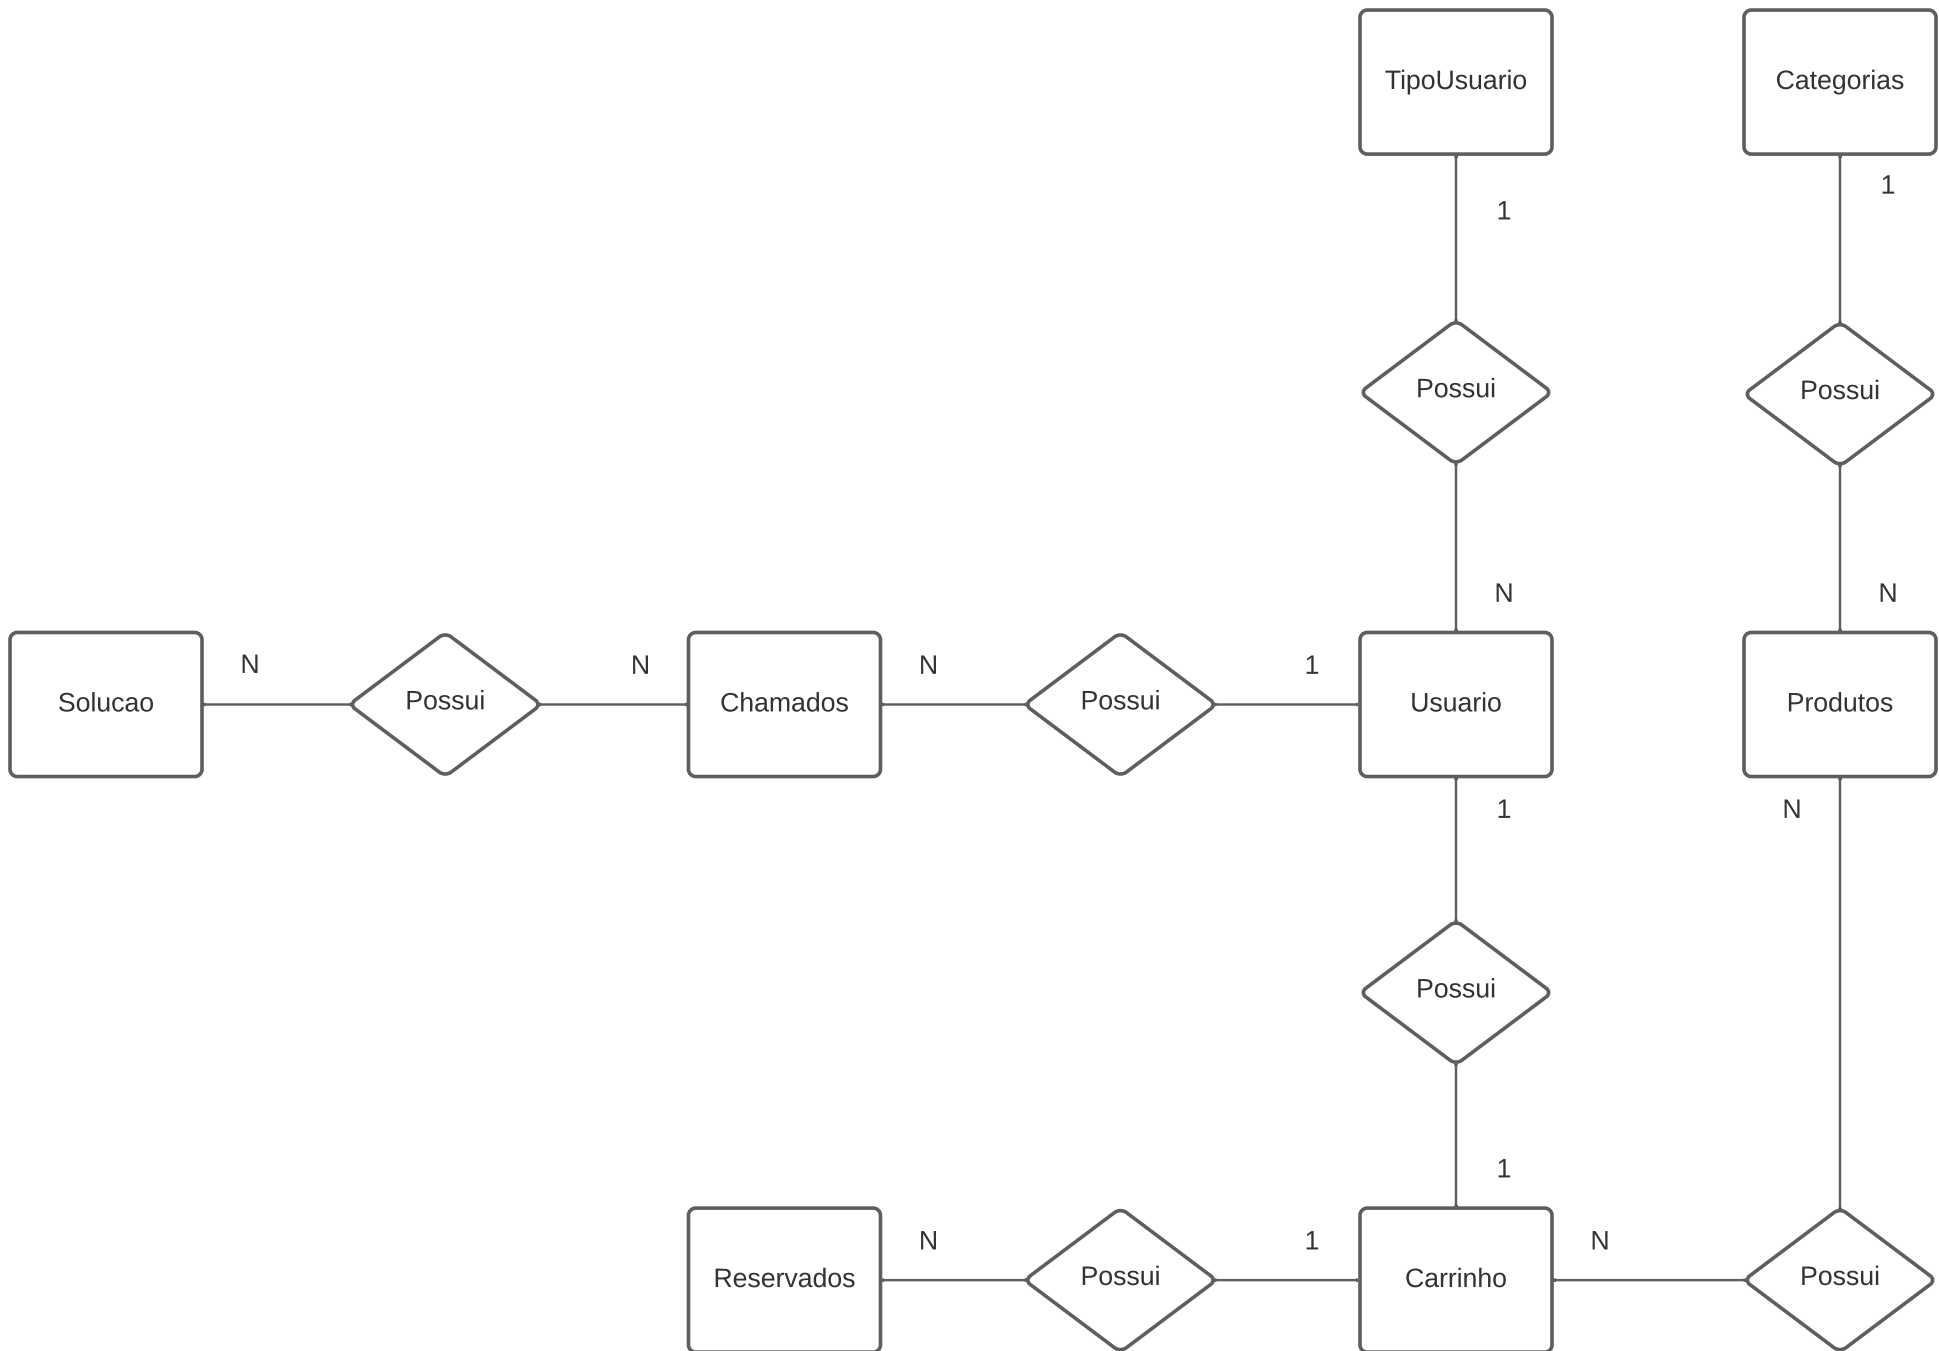 TipoUsuario
Categorias
1
1
Possui
Possui
N
N
Solucao
N
Possui
N
Chamados
N
Possui
1
Usuario
Produtos
1
N
Possui
1
Reservados
N
Possui
1
Carrinho
N
Possui